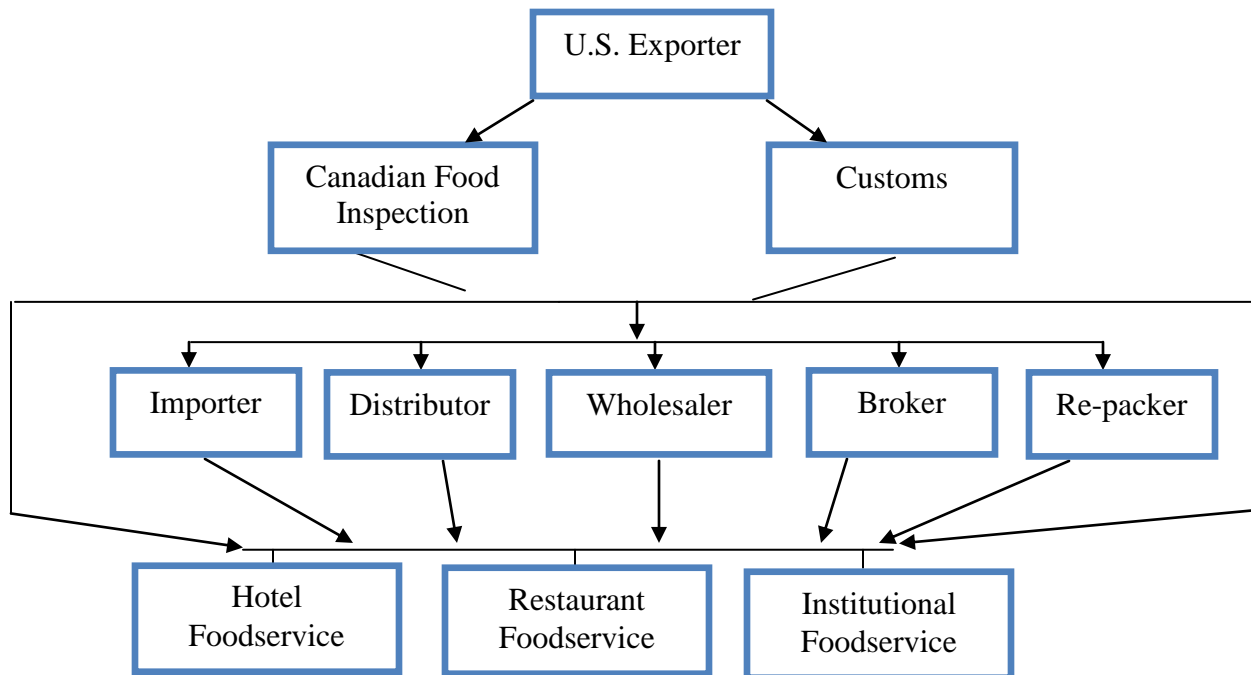 U.S. Exporter
Canadian Food
Inspection
Customs
Importer
Distributor
Wholesaler
Broker
Re-packer
Hotel
Foodservice
Restaurant
Foodservice
Institutional
Foodservice